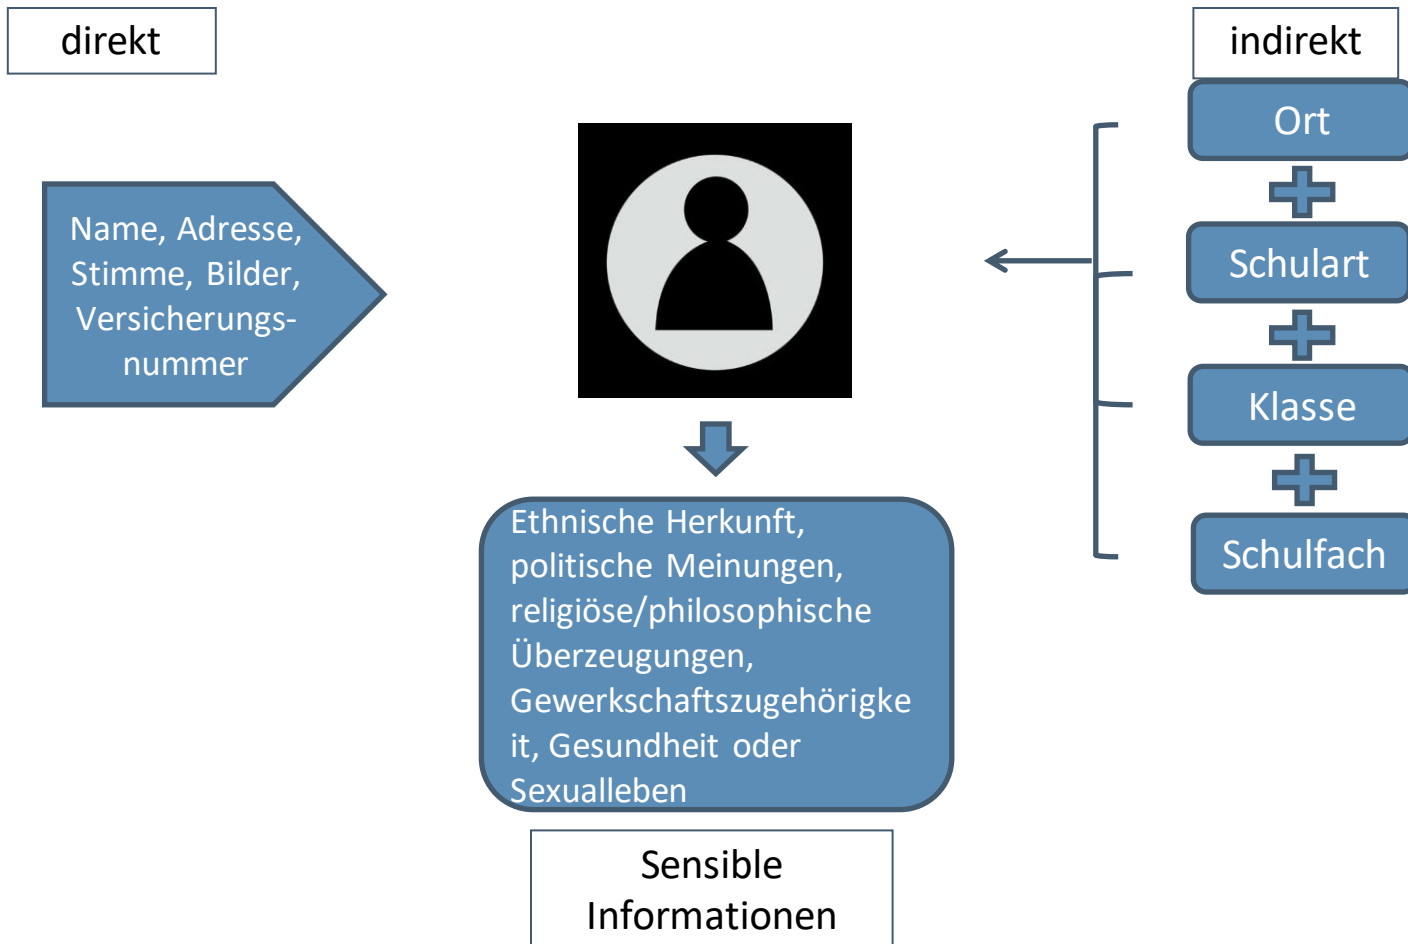 direkt
indirekt
Name, Adresse,
Stimme, Bilder,
Versicherungs-
nummer
Ort
Schulart
Klasse
Schulfach
Ethnische Herkunft,
politische Meinungen,
religiöse/philosophische
Überzeugungen,
Gewerkschaftszugehörigke
it, Gesundheit oder
Sexualleben
Sensible
Informationen